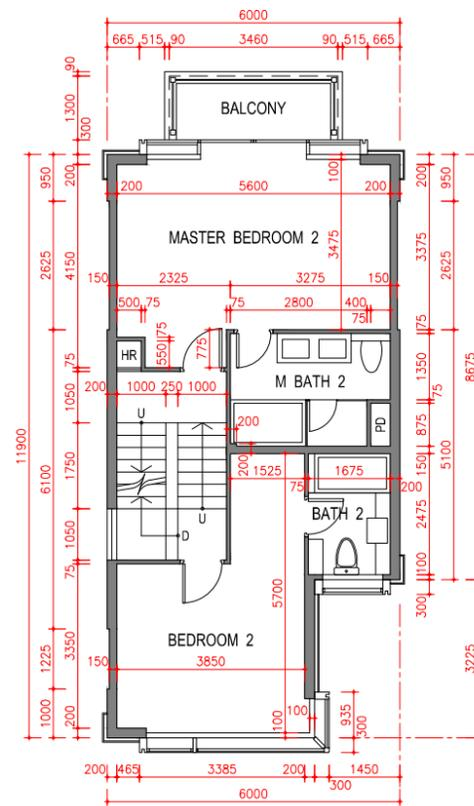 6000
665 515 90 3460 90 515 665
90
1300
300
BALCONY
950 200 200 5600 100 200 200 950
MASTER BEDROOM 2
2625 4150 3475 3375 2625
150 2325 3275 150
500 75 75 2800 400
75
75 550 775 75
HR
75 1350 75 8675
M BATH 2
200 1000 250 1000
1050 U 200 PD 875
11900 6100 1750 200 1525 75 1675 150 200 5100
BATH 2
2475
1050 U
D
75 5700 100
300
BEDROOM 2
3350 3225
1225 150 3850
1000 200 100 100 935
300
200 465 3385 200 1450
300
6000